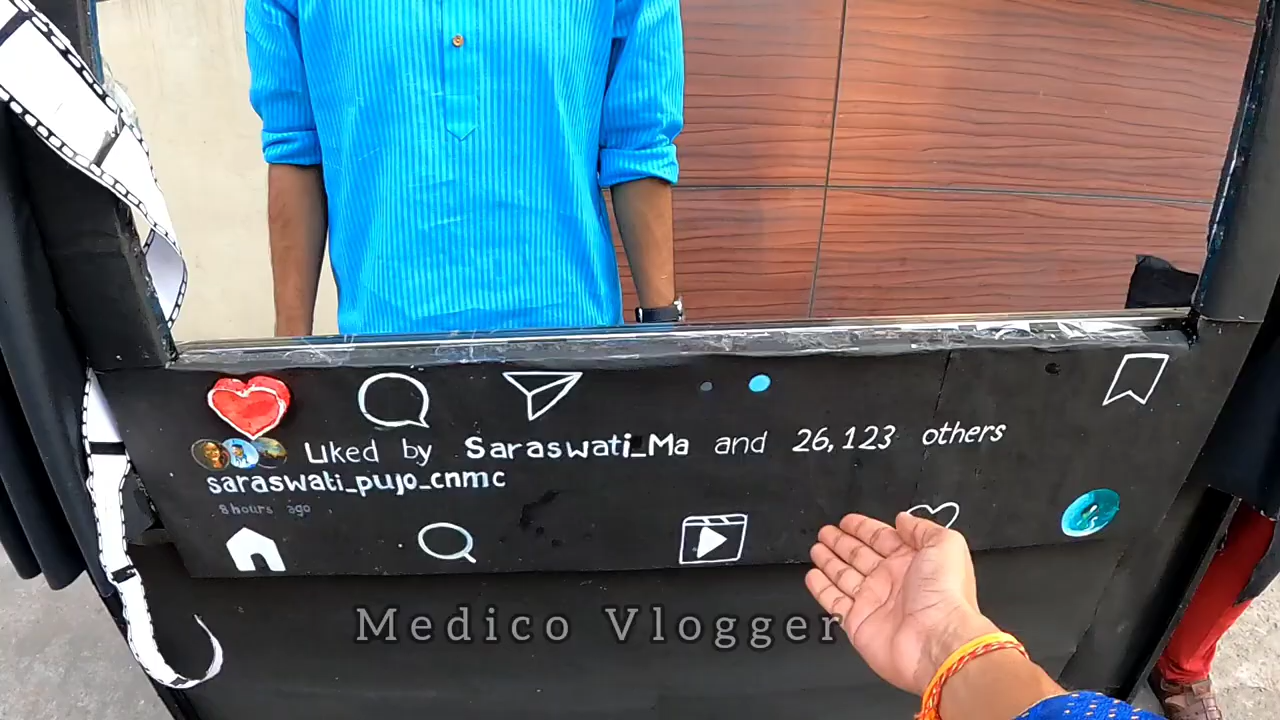 Liked by Saraswati_Ma and 26,123 others
saraswati_pujo_cnmc
8 hours ago
Medico Vlogger